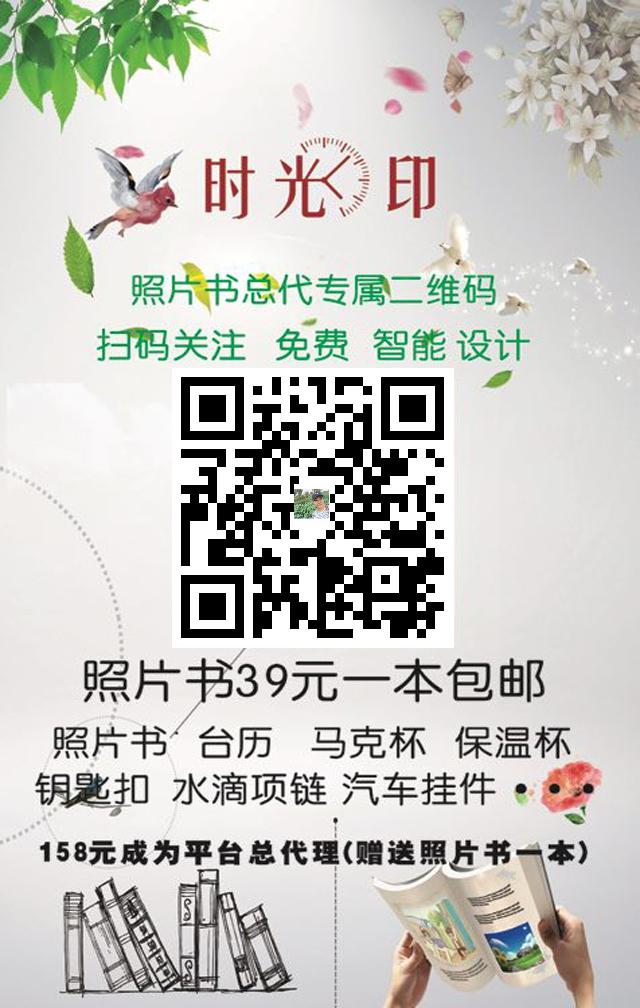 时光印
照片书总代专属二维码
扫码关注 免费 智能 设计
照片书39元一本包邮
照片书 台历 马克杯 保温杯
钥匙扣 水滴项链 汽车挂件
158元成为平台总代理(赠送照片书一本)